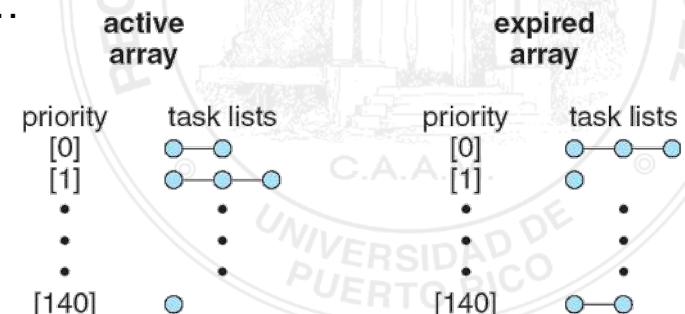 ..
active array
expired array
priority task lists
priority task lists
[0]
[0]
[1]
[1]
[140]
[140]
C.A.A.
UNIVERSIDAD DE
PUERTO RICO